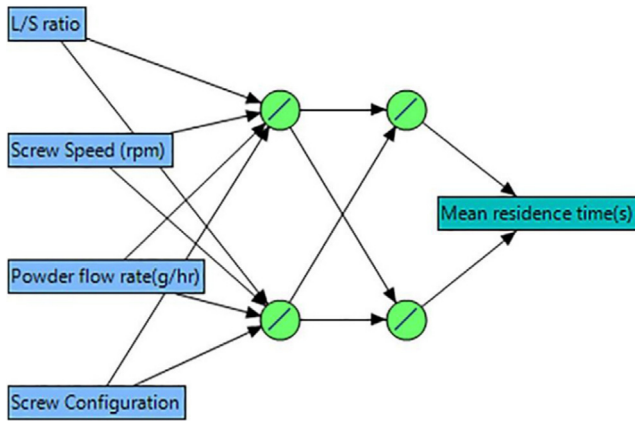 L/S ratio
Screw Speed (rpm)
Powder flow rate(g/hr)
Screw Configuration
Mean residence time(s)